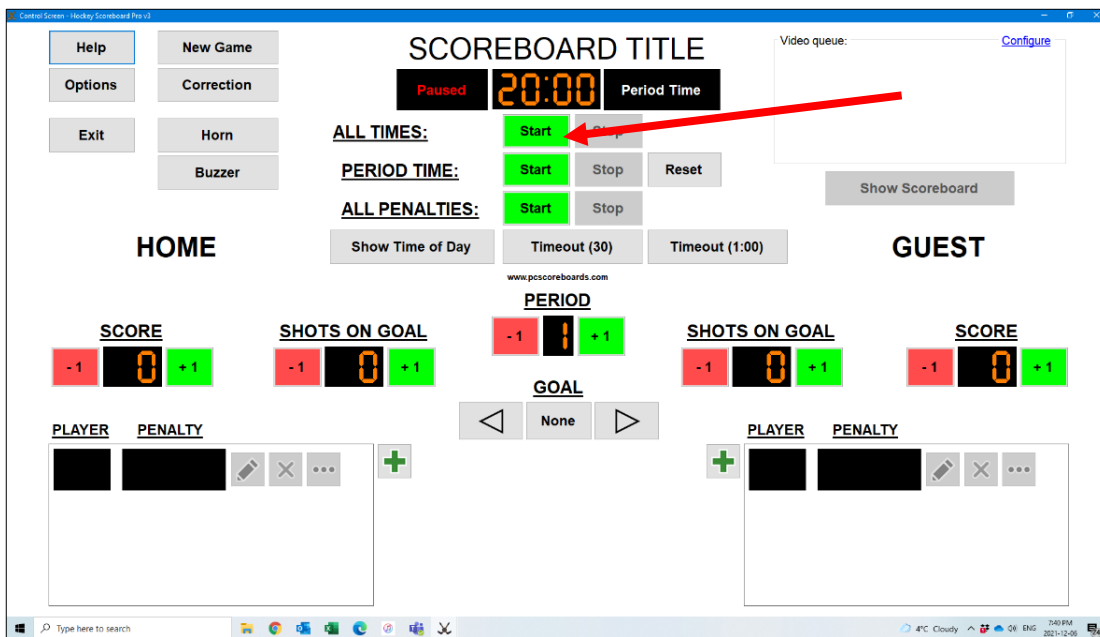 Control Screen - Hockey Scoreboard Pro v3
Help New Game SCOREBOARD TITLE Video queue: Configure
Options Correction Paused 20:00 Period Time
Exit Horn ALL TIMES: Start
Buzzer PERIOD TIME: Start Stop Reset
Show Scoreboard
ALL PENALTIES: Start Stop
HOME Show Time of Day Timeout (30) Timeout (1:00) GUEST
www.pcscoreboards.com
PERIOD
SCORE SHOTS ON GOAL - 1 1 + 1 SHOTS ON GOAL SCORE
- 1 0 + 1 - 1 0 + 1 - 1 0 + 1 - 1 0 + 1
GOAL
None
PLAYER PENALTY PLAYER PENALTY
Type here to search 4°C Cloudy ENG 7:40 PM
2021-12-06